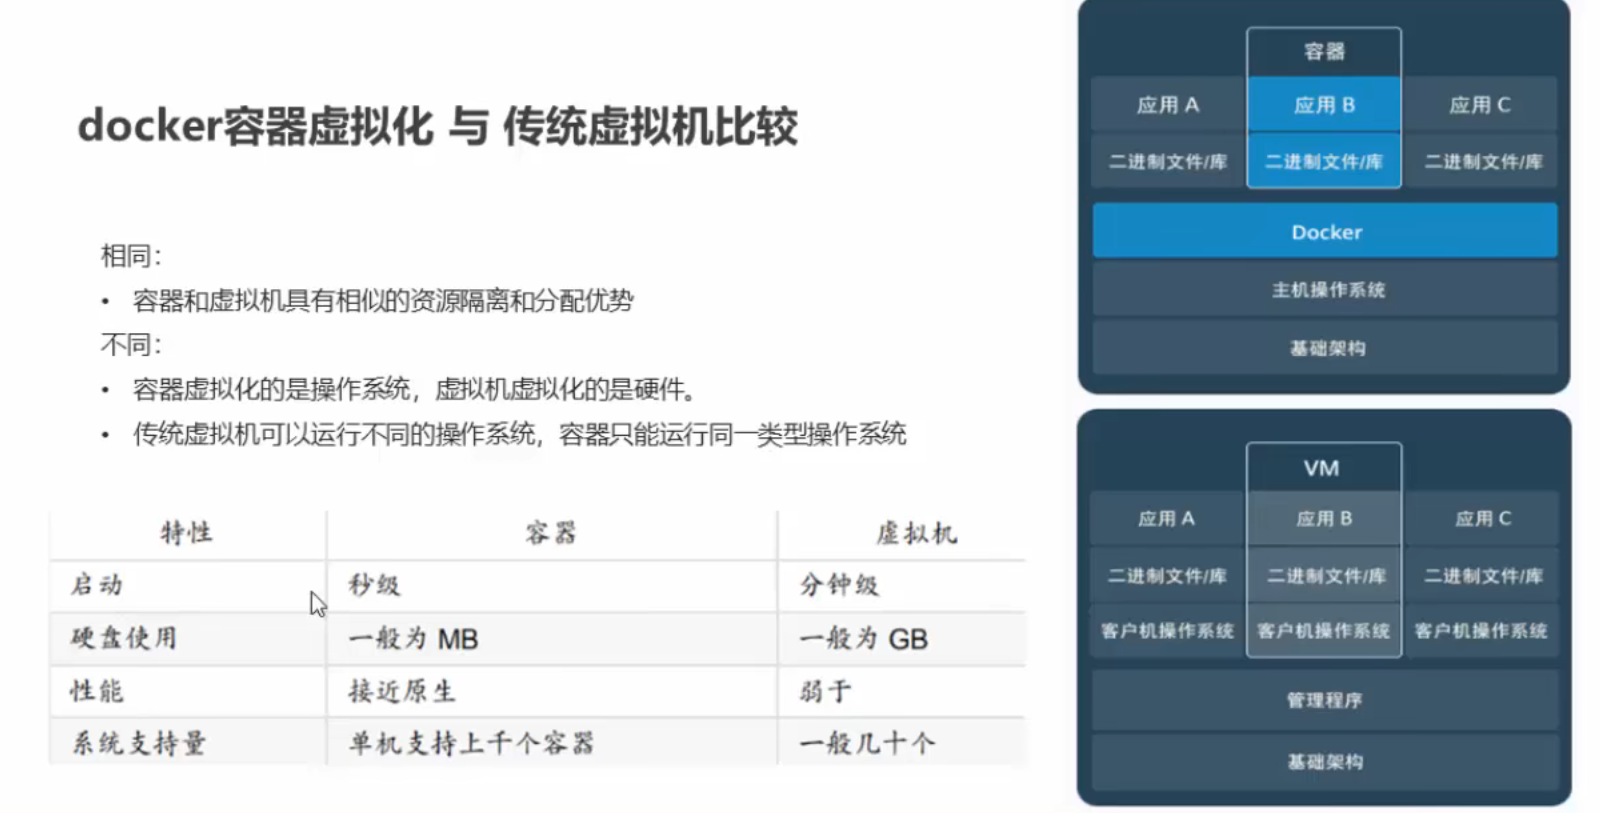 docker容器虚拟化 与 传统虚拟机比较
相同：
• 容器和虚拟机具有相似的资源隔离和分配优势
不同：
• 容器虚拟化的是操作系统，虚拟机虚拟化的是硬件。
• 传统虚拟机可以运行不同的操作系统，容器只能运行同一类型操作系统
特性 容器 虚拟机
启动 秒级 分钟级
硬盘使用 一般为 MB 一般为 GB
性能 接近原生 弱于
系统支持量 单机支持上千个容器 一般几十个
容器
应用 A 应用 B 应用 C
二进制文件/库 二进制文件/库 二进制文件/库
Docker
主机操作系统
基础架构
VM
应用 A 应用 B 应用 C
二进制文件/库 二进制文件/库 二进制文件/库
客户机操作系统 客户机操作系统 客户机操作系统
管理程序
基础架构